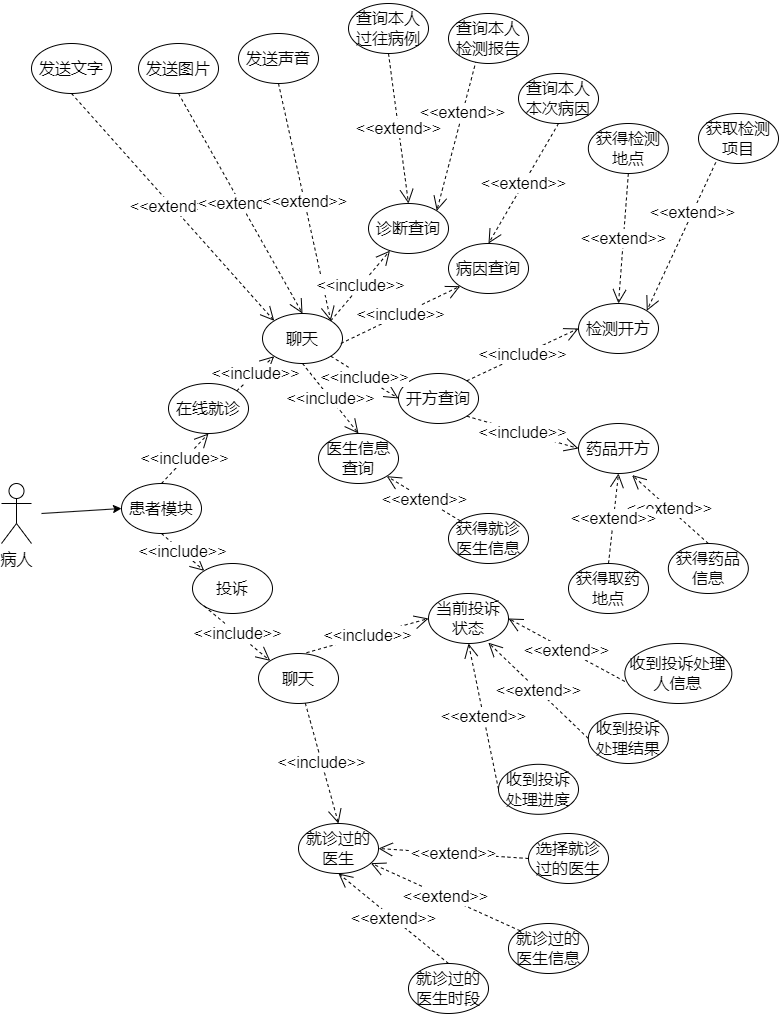 查询本人
过往病例
查询本人
检测报告
发送文字
发送图片
发送声音
查询本人
本次病因
获得检测
地点
获取检测
项目
<<extend>>
<<extend>>
<<extend>>
<<extend
<<extenc
<<extend>>
<<extend>>
<<extend>>
诊断查询
病因查询
<<include>>
<<include>>
聊天
检测开方
<<include>>
<<include>>
<<include>>
<<include>>
在线就诊
开方查询
<<include>>
<<include>>
医生信息
查询
药品开方
<<extend>>
病人
患者模块
<<extend>>
xtend>>
获得就诊
医生信息
<<include>>
获得药品
信息
获得取药
地点
投诉
<<include>>
<<include>>
当前投诉
状态
<<extend>>
聊天
收到投诉处理
人信息
<<extend>>
<<extend>>
收到投诉
处理结果
<<include>>
收到投诉
处理进度
就诊过的
医生
<<extend>>
选择就诊
过的医生
<<extend>>
<<extend>>
就诊过的
医生信息
就诊过的
医生时段